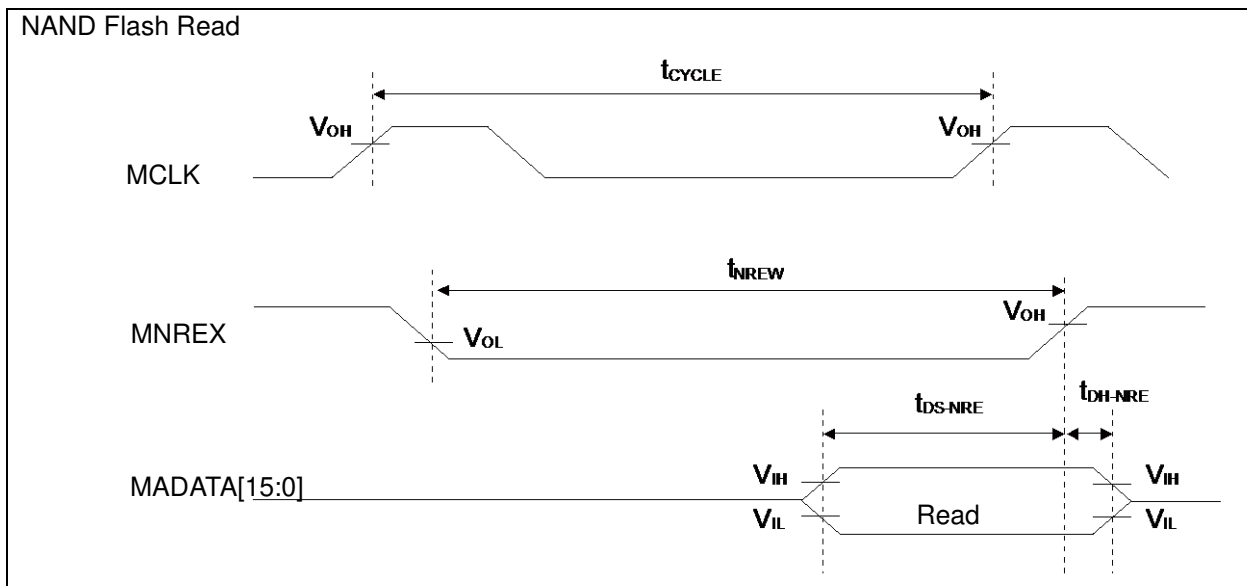 NAND Flash Read
tCYCLE
VOH
VOH
MCLK
tNREW
VOH
MNREX
VOL
tDS-NRE
tDH-NRE
VIH
VIH
MADATA[15:0]
Read
VIL
VIL